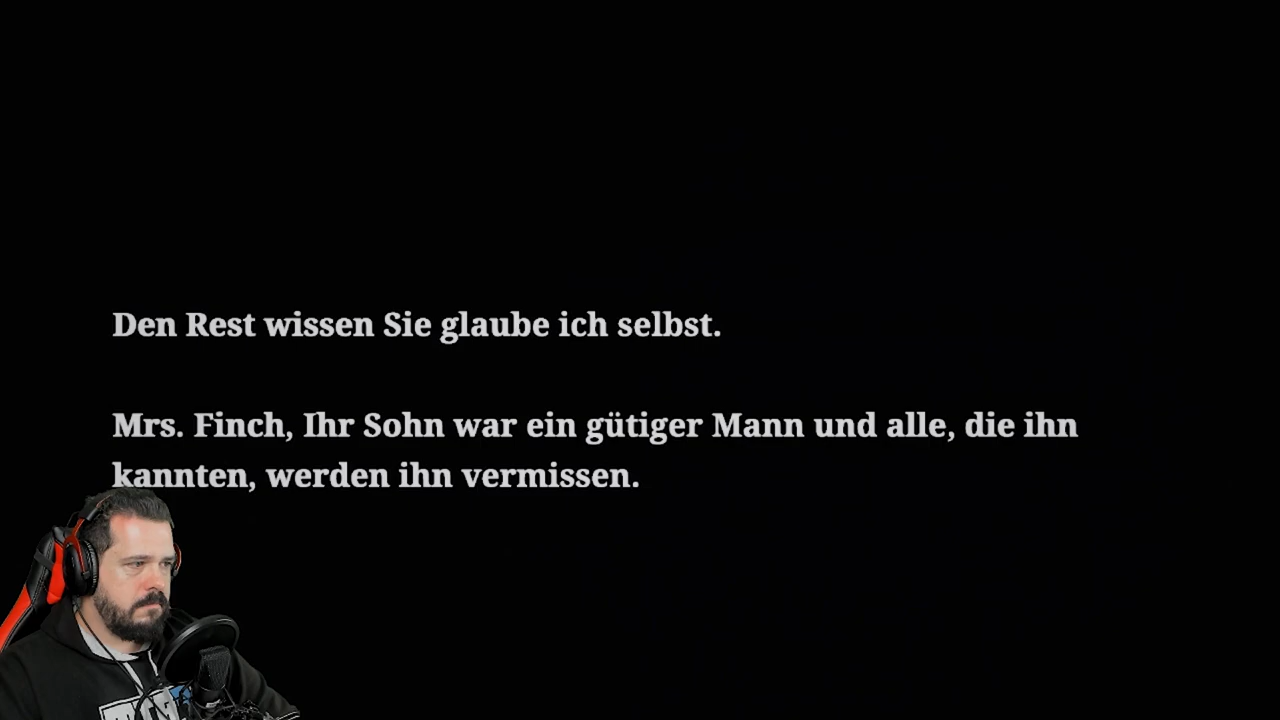 Den Rest wissen Sie glaube ich selbst.
Mrs. Finch, Ihr Sohn war ein gütiger Mann und alle, die ihn
kannten, werden ihn vermissen.